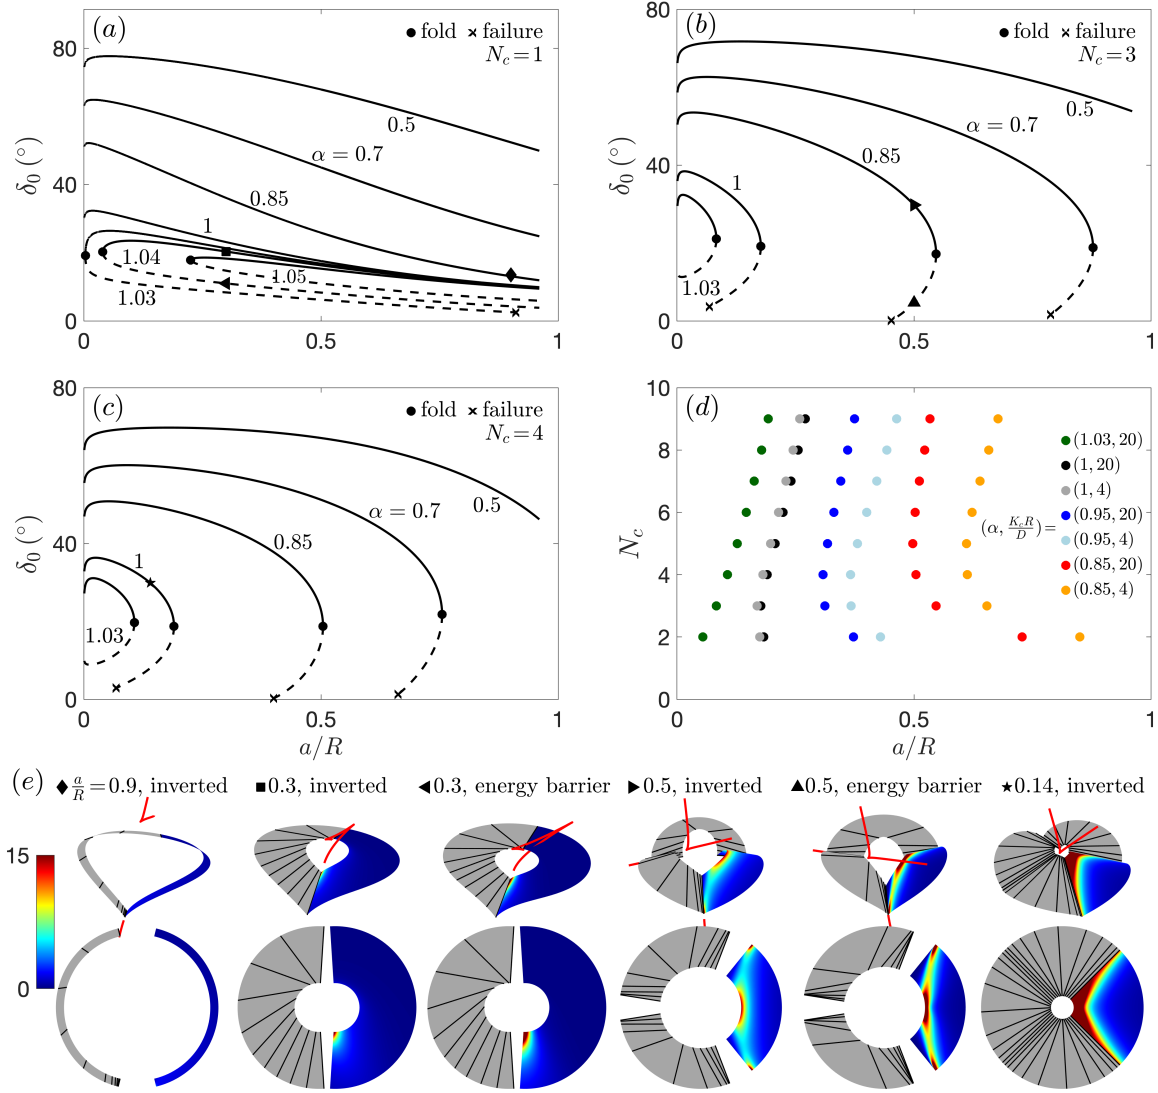 (a)
fold failure
N_c = 1
80
40
0
δ_0 (°)
0.5
α = 0.7
0.85
1
1.04
1.05
1.03
0 0.5 1
(b)
fold failure
N_c = 3
80
40
0
δ_0 (°)
0.5
α = 0.7
0.85
1
1.03
0 0.5 1
(c)
fold failure
N_c = 4
80
40
0
δ_0 (°)
0.5
α = 0.7
0.85
1
1.03
0 0.5 1
a/R
(d)
10
8
6
4
2
0
N_c
(α, K_cR/D) =
(1.03, 20)
(1, 20)
(1, 4)
(0.95, 20)
(0.95, 4)
(0.85, 20)
(0.85, 4)
0 0.5 1
a/R
(e) ◆ a/R = 0.9, inverted ■ 0.3, inverted ◀ 0.3, energy barrier ▶ 0.5, inverted ▲ 0.5, energy barrier ★ 0.14, inverted
15
0